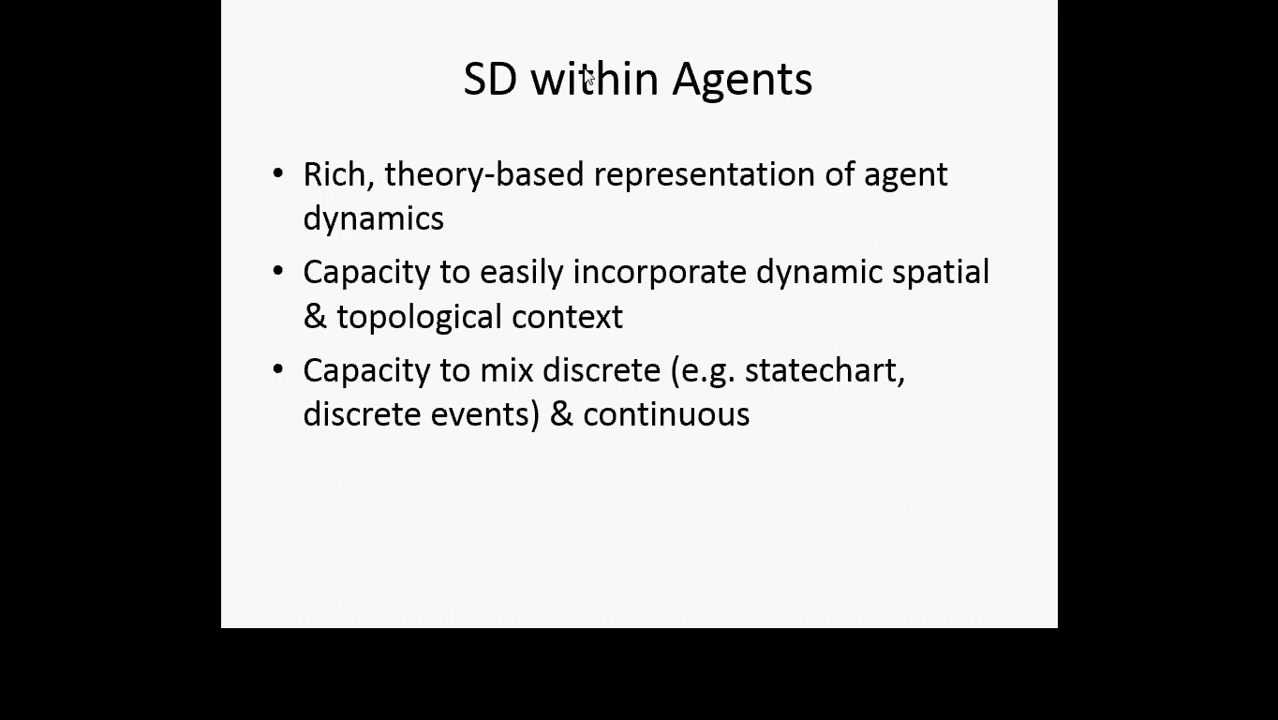 SD within Agents
• Rich, theory-based representation of agent
dynamics
• Capacity to easily incorporate dynamic spatial
& topological context
• Capacity to mix discrete (e.g. statechart,
discrete events) & continuous